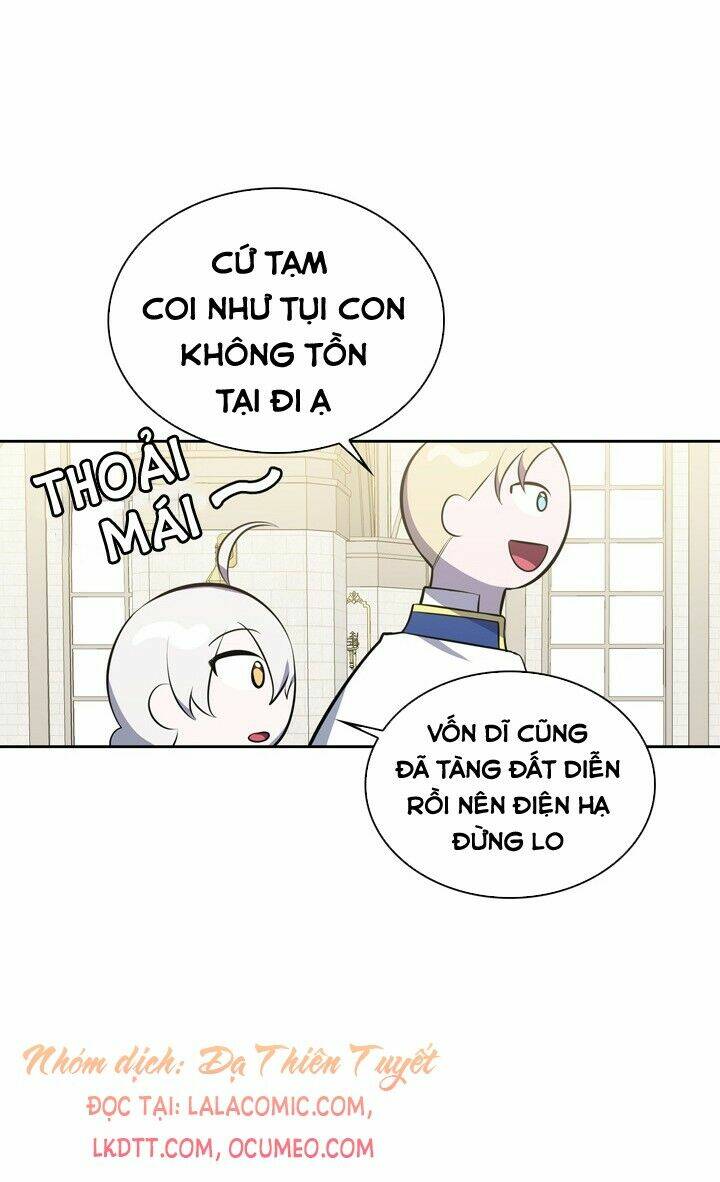 CỨ TẠM
COI NHƯ TỤI CON
KHÔNG TỒN
TẠI ĐI Ạ
THOẢI
MÁI ~
VỐN DĨ CŨNG
ĐÃ TÀNG ĐẤT DIỄN
RỒI NÊN ĐIỆN HẠ
ĐỪNG LO
Nhóm dịch: Dạ Thiên Tuyết
ĐỌC TẠI: LALACOMIC.COM,
LKDTT.COM, OCUMEO.COM